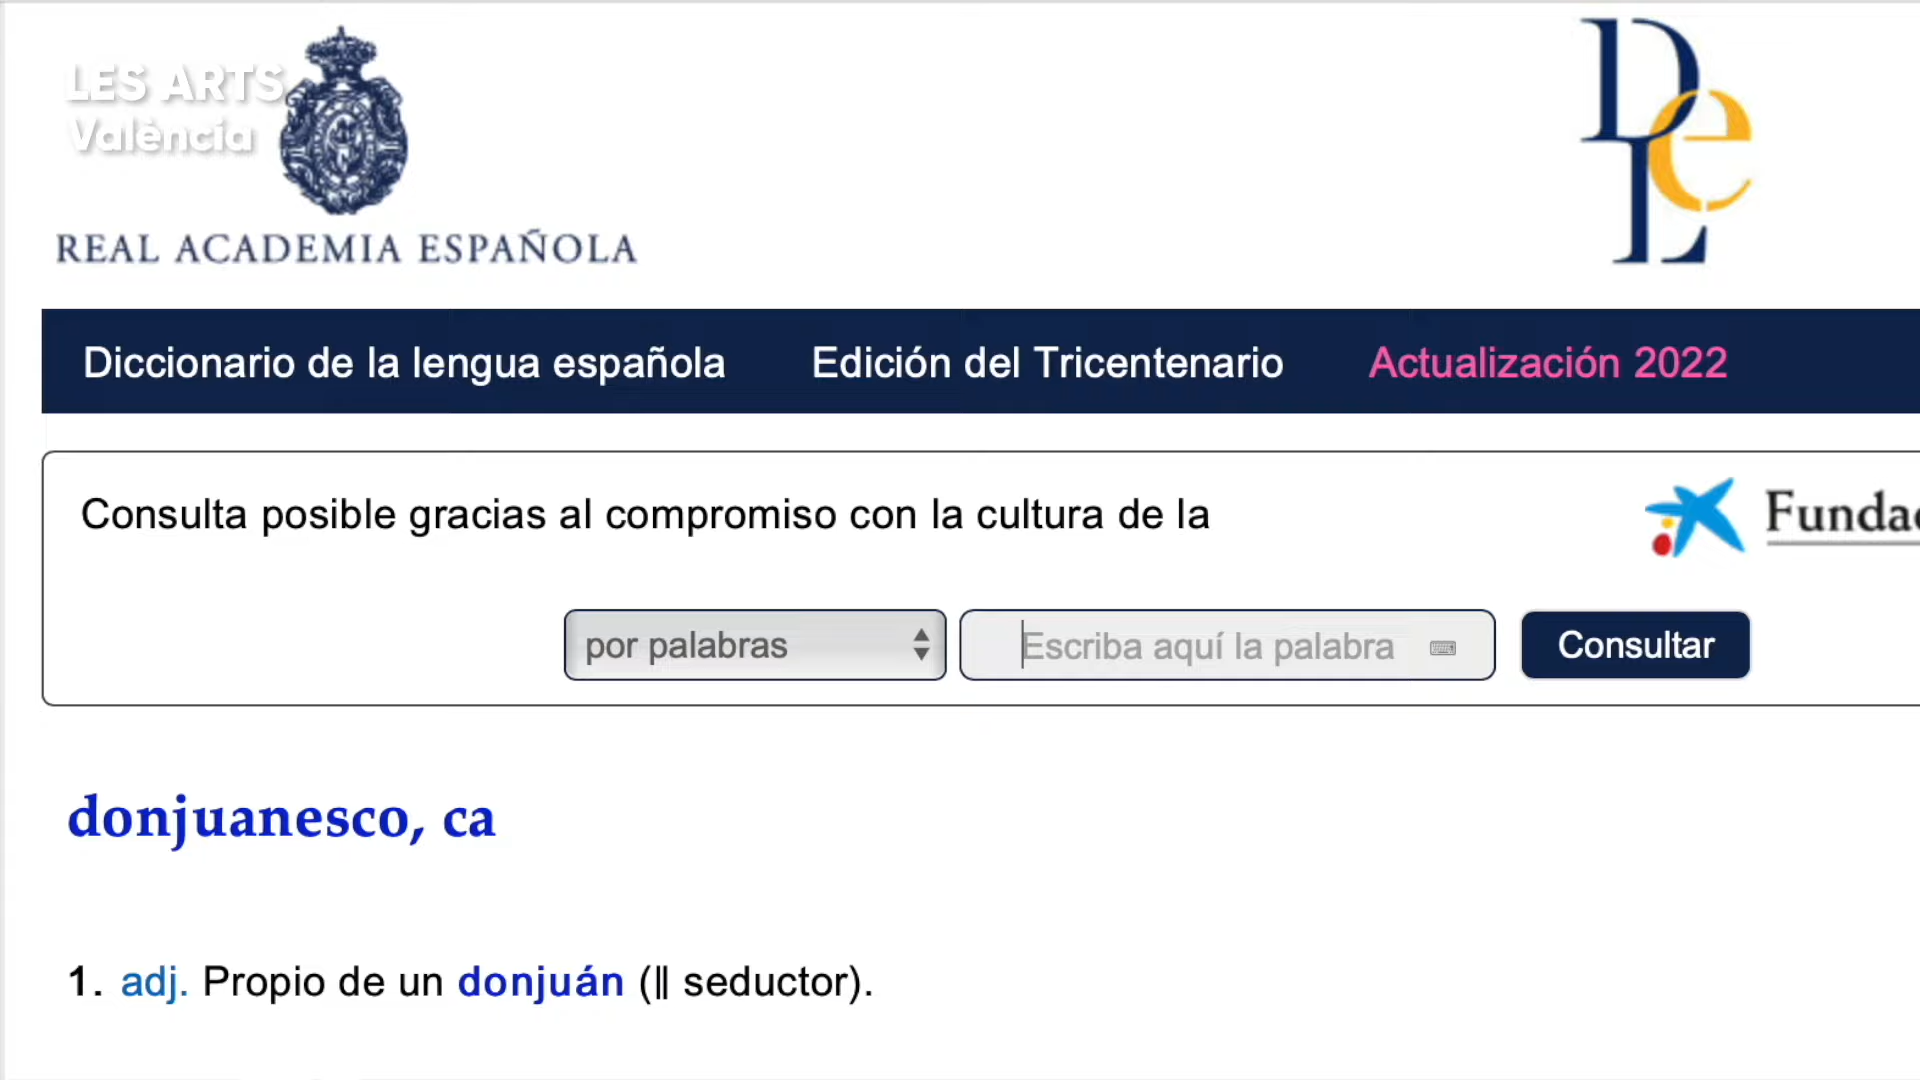 LES ARTS
València
REAL ACADEMIA ESPAÑOLA
DLe
Diccionario de la lengua española Edición del Tricentenario Actualización 2022
Consulta posible gracias al compromiso con la cultura de la
por palabras Escriba aquí la palabra Consultar
donjuanesco, ca
1. adj. Propio de un donjuán (‖ seductor).